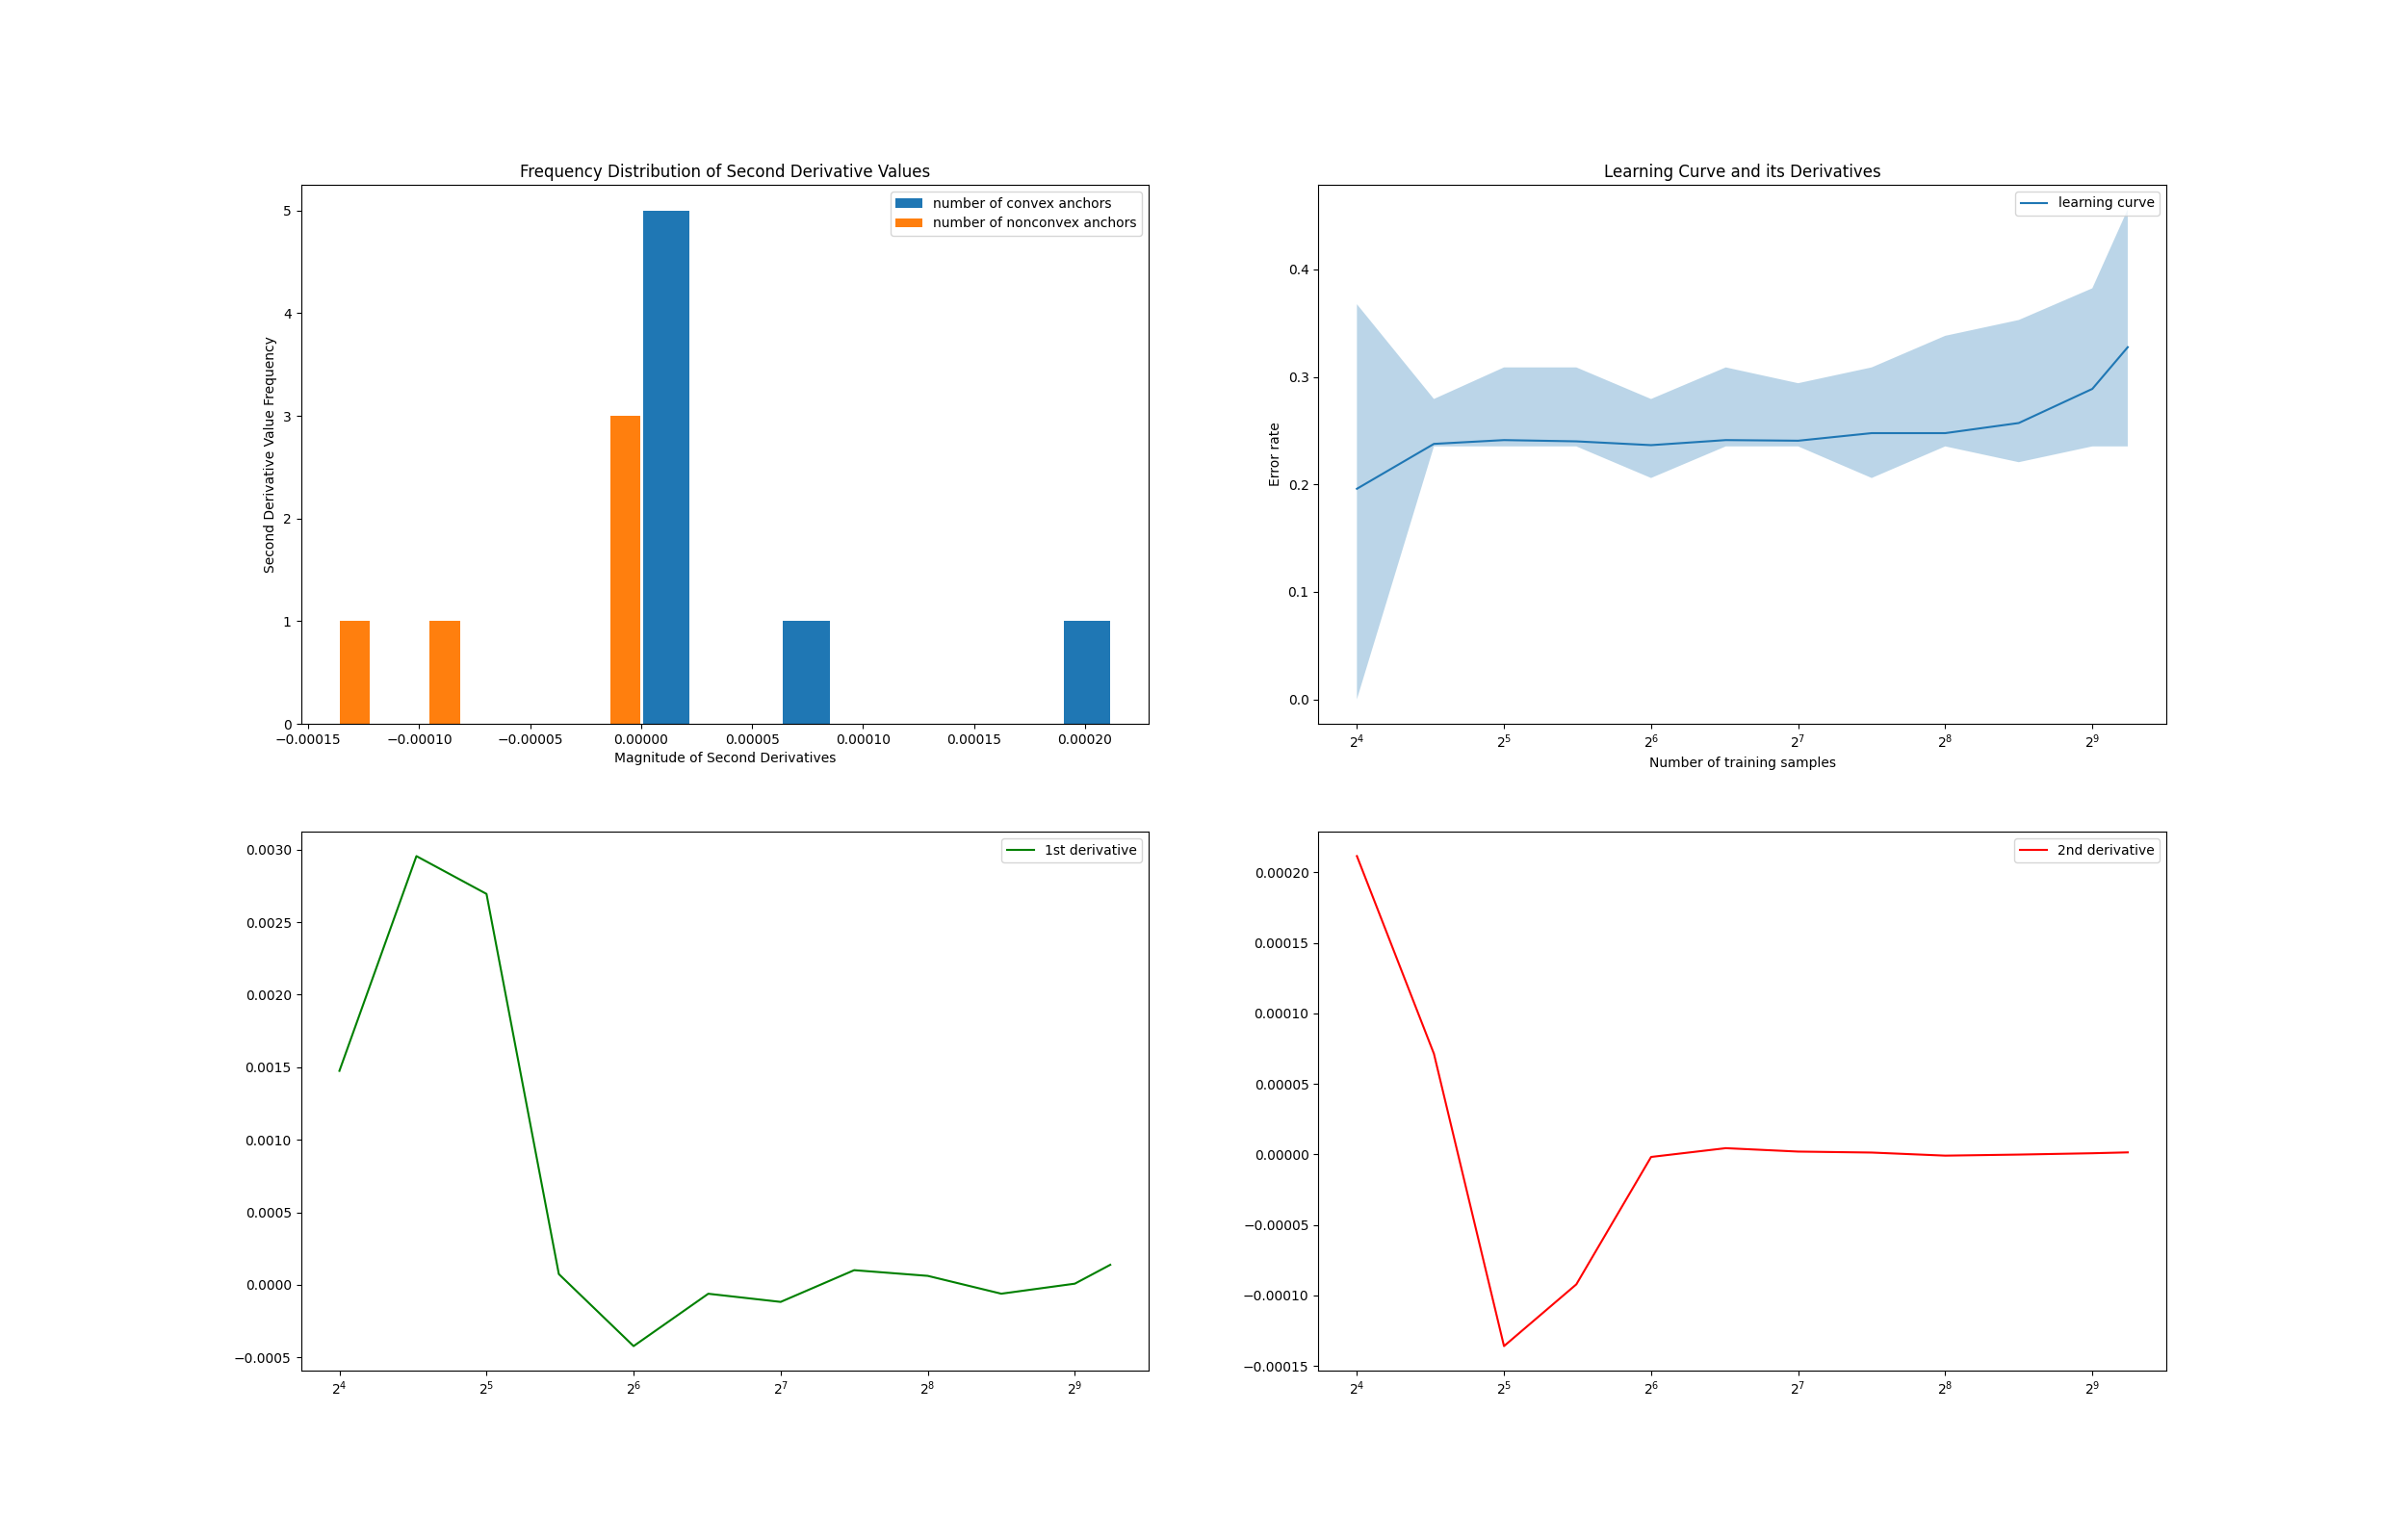 Frequency Distribution of Second Derivative Values
number of convex anchors
number of nonconvex anchors
Second Derivative Value Frequency
5
4
3
2
1
0
−0.00015 −0.00010 −0.00005 0.00000 0.00005 0.00010 0.00015 0.00020
Magnitude of Second Derivatives
Learning Curve and its Derivatives
learning curve
Error rate
0.4
0.3
0.2
0.1
0.0
2⁴ 2⁵ 2⁶ 2⁷ 2⁸ 2⁹
Number of training samples
1st derivative
0.0030
0.0025
0.0020
0.0015
0.0010
0.0005
0.0000
−0.0005
2⁴ 2⁵ 2⁶ 2⁷ 2⁸ 2⁹
2nd derivative
0.00020
0.00015
0.00010
0.00005
0.00000
−0.00005
−0.00010
−0.00015
2⁴ 2⁵ 2⁶ 2⁷ 2⁸ 2⁹